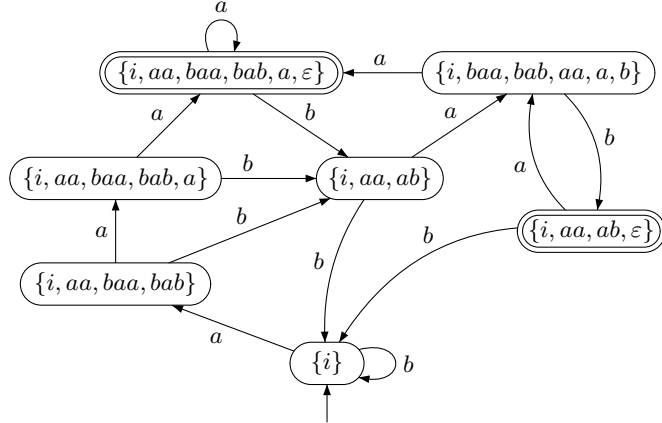 a
{i, aa, baa, bab, a, ε}
a
{i, baa, bab, aa, a, b}
a
b
a
b
{i, aa, baa, bab, a}
b
{i, aa, ab}
a
a
b
b
{i, aa, ab, ε}
{i, aa, baa, bab}
b
a
{i}
b